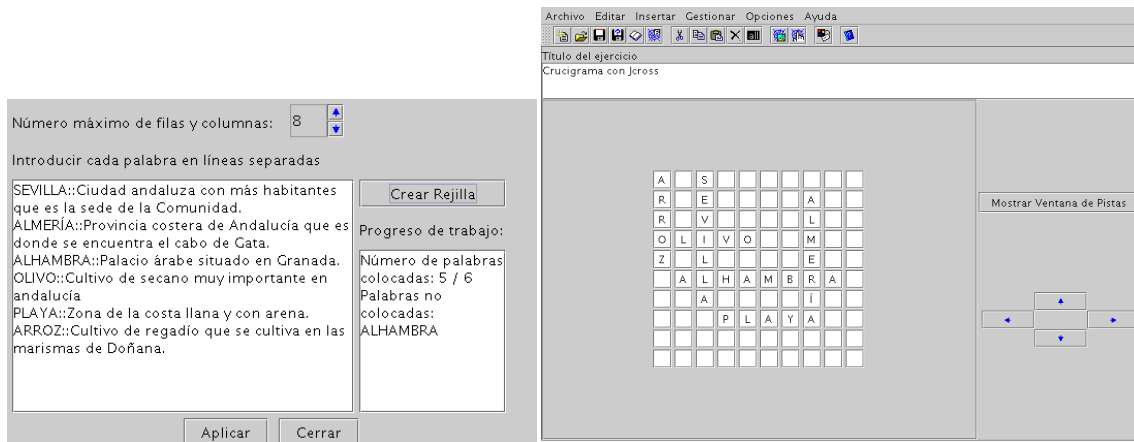 Número máximo de filas y columnas: 8
Introducir cada palabra en líneas separadas
SEVILLA::Ciudad andaluza con más habitantes
que es la sede de la Comunidad.
ALMERÍA::Provincia costera de Andalucía que es
donde se encuentra el cabo de Gata.
ALHAMBRA::Palacio árabe situado en Granada.
OLIVO::Cultivo de secano muy importante en
andalucía
PLAYA::Zona de la costa llana y con arena.
ARROZ::Cultivo de regadío que se cultiva en las
marismas de Doñana.
Crear Rejilla
Progreso de trabajo:
Número de palabras
colocadas: 5 / 6
Palabras no
colocadas:
ALHAMBRA
Aplicar Cerrar
Archivo Editar Insertar Gestionar Opciones Ayuda
Título del ejercicio
Crucigrama con Jcross
A S
R E A
R V L
O L I V O M
Z L E
A L H A M B R A
A Í
P L A Y A
Mostrar Ventana de Pistas